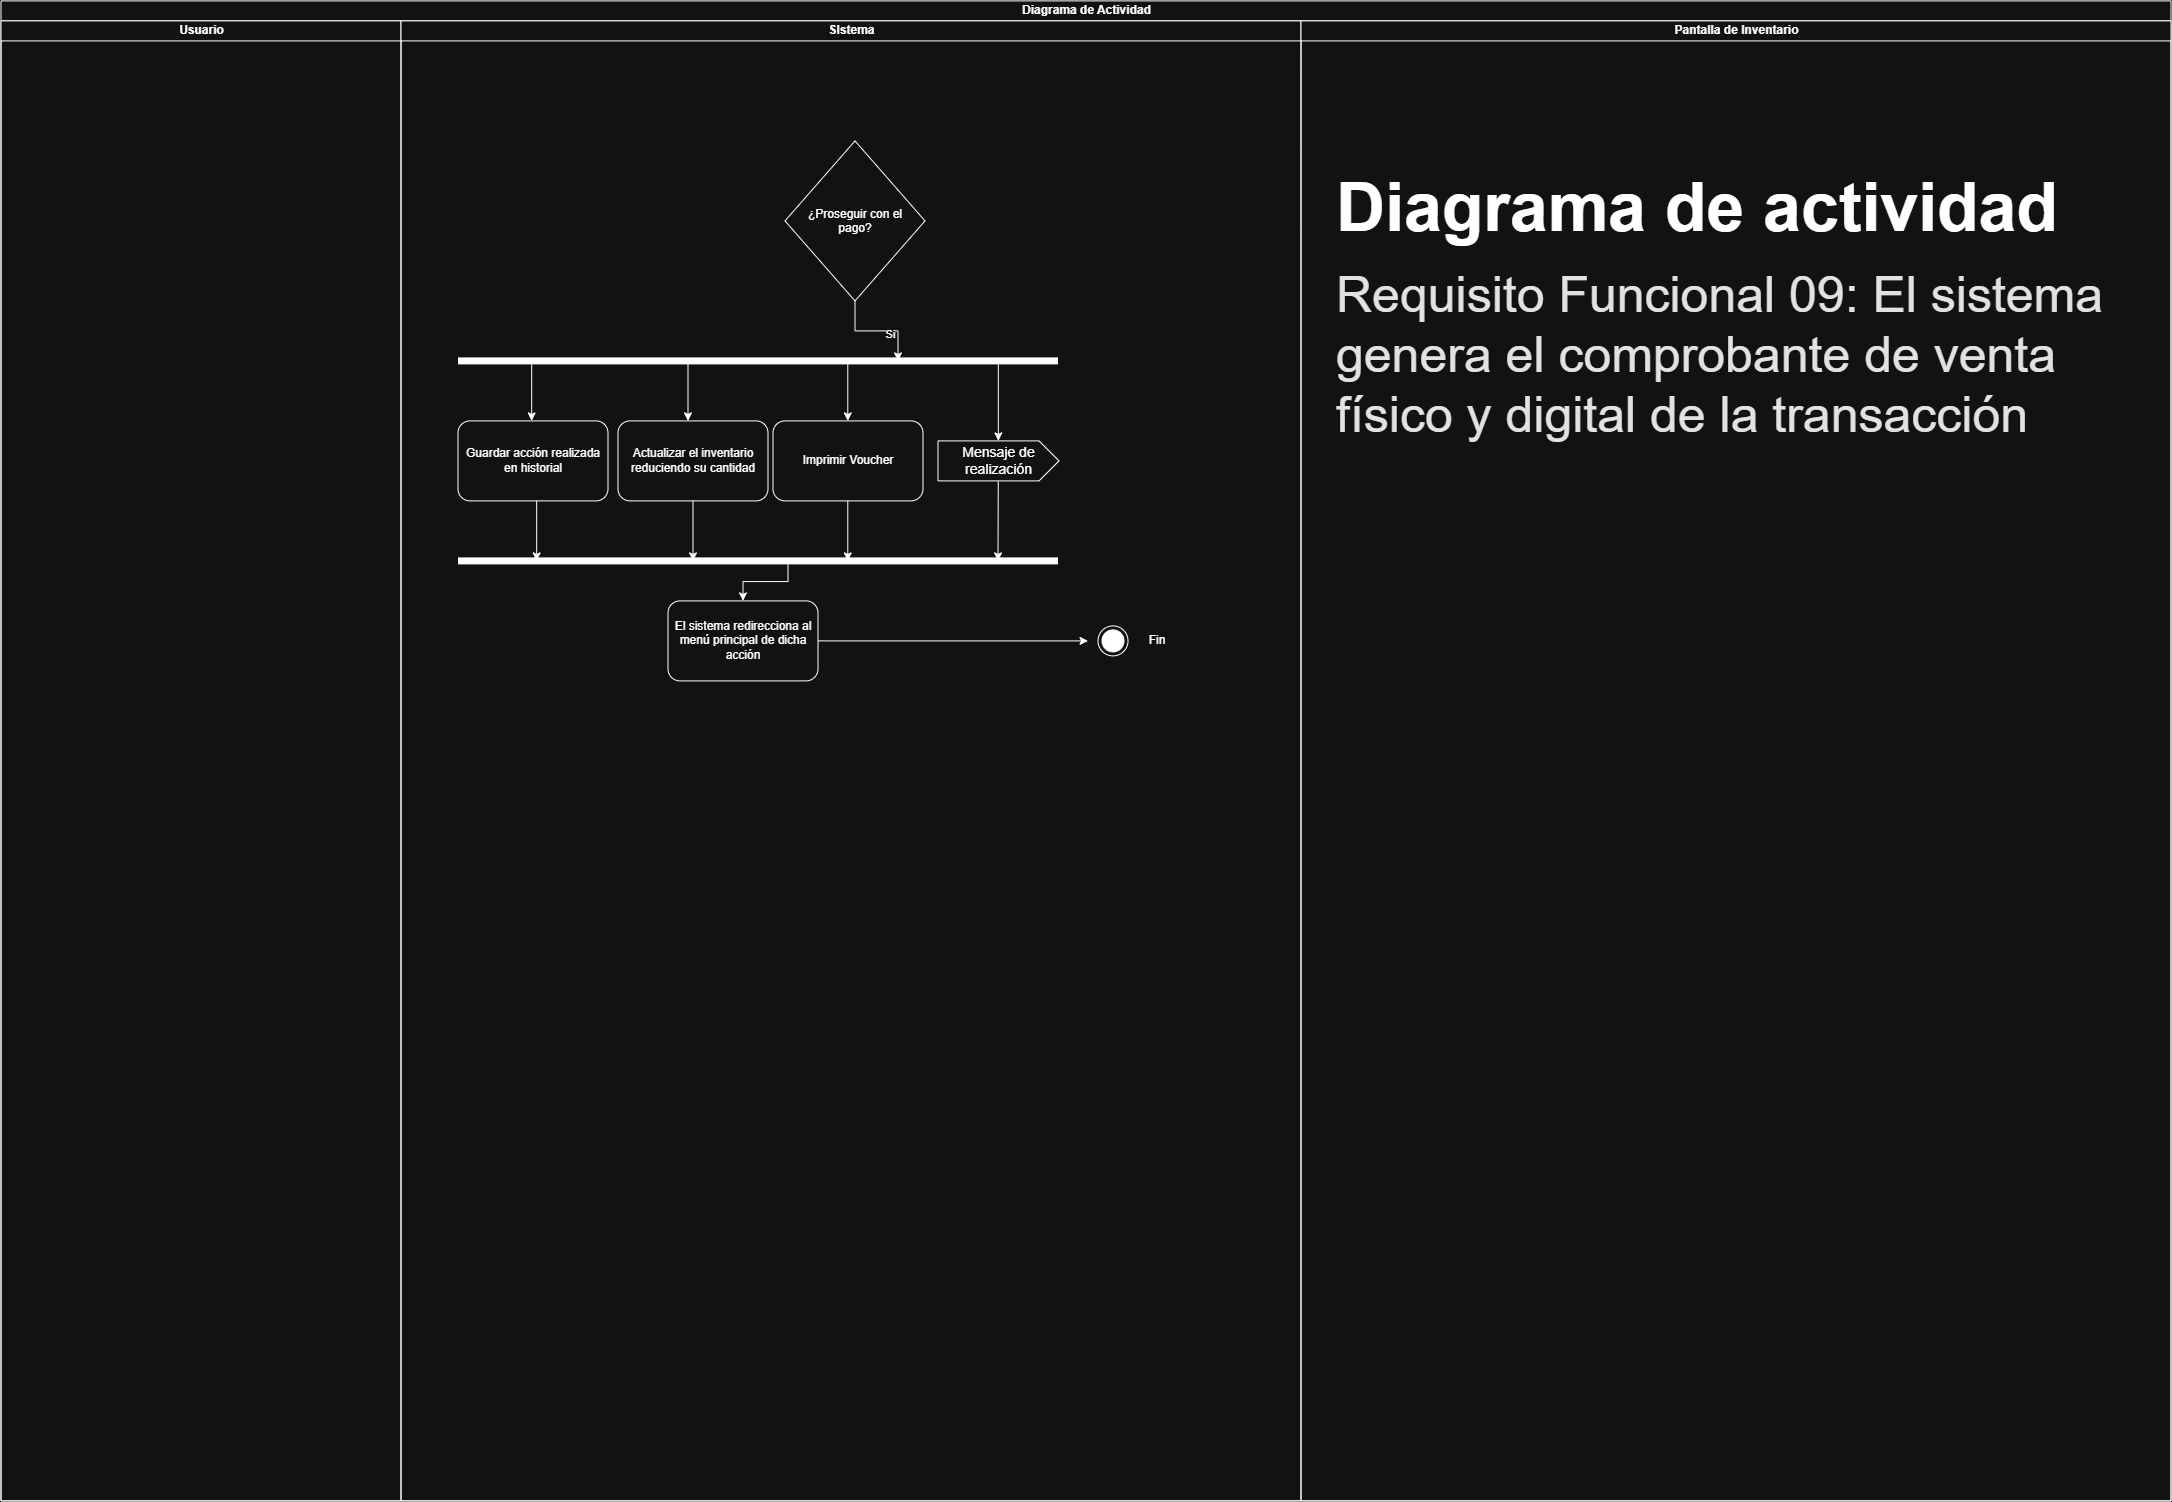 Diagrama de Actividad
Usuario
Sistema
Pantalla de Inventario
¿Proseguir con el
pago?
Diagrama de actividad
Requisito Funcional 09: El sistema
genera el comprobante de venta
físico y digital de la transacción
Sí
Guardar acción realizada
en historial
Actualizar el inventario
reduciendo su cantidad
Imprimir Voucher
Mensaje de
realización
El sistema redirecciona al
menú principal de dicha
acción
Fin